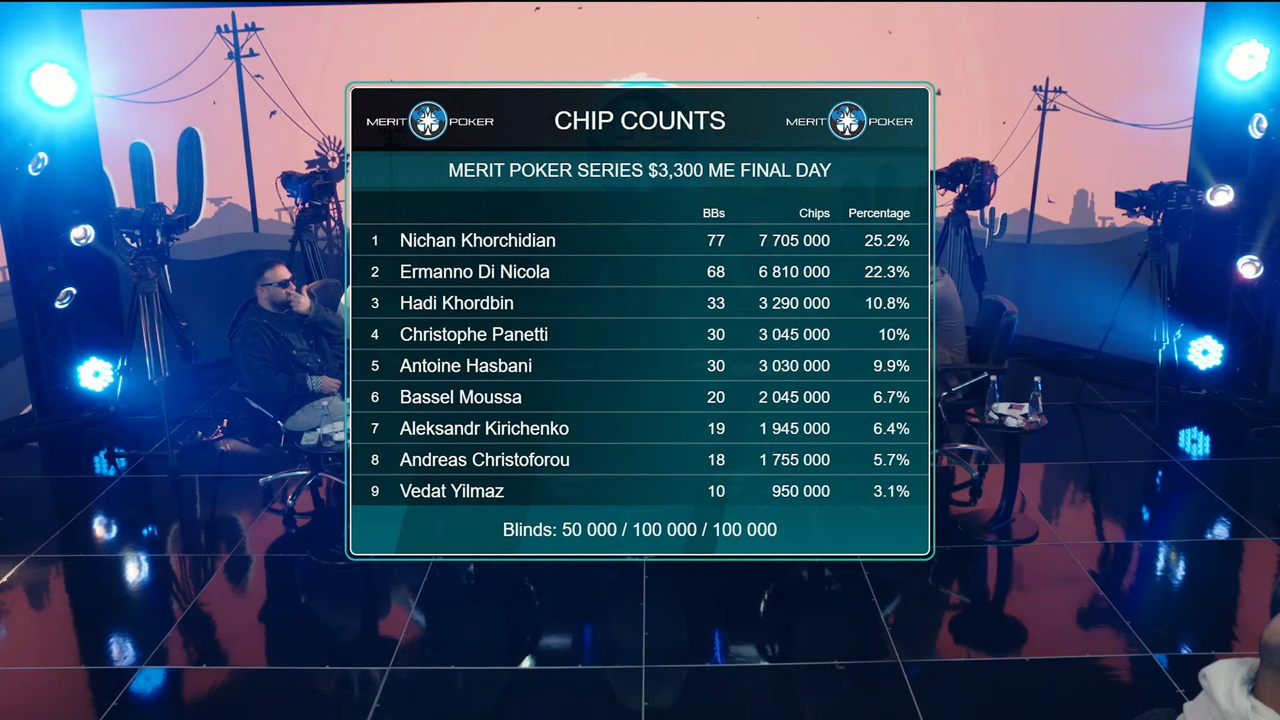 MERIT POKER CHIP COUNTS MERIT POKER
MERIT POKER SERIES $3,300 ME FINAL DAY
BBs Chips Percentage
1 Nichan Khorchidian 77 7 705 000 25.2%
2 Ermanno Di Nicola 68 6 810 000 22.3%
3 Hadi Khordbin 33 3 290 000 10.8%
4 Christophe Panetti 30 3 045 000 10%
5 Antoine Hasbani 30 3 030 000 9.9%
6 Bassel Moussa 20 2 045 000 6.7%
7 Aleksandr Kirichenko 19 1 945 000 6.4%
8 Andreas Christoforou 18 1 755 000 5.7%
9 Vedat Yilmaz 10 950 000 3.1%
Blinds: 50 000 / 100 000 / 100 000